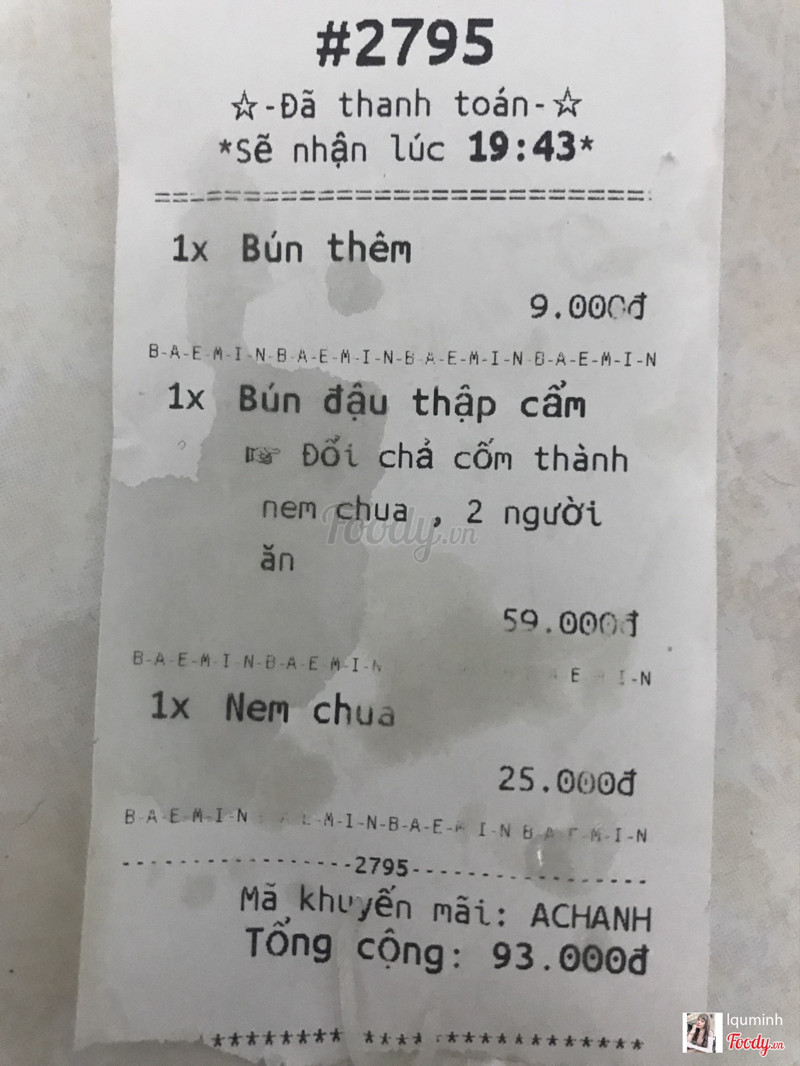 #2795
☆-Đã thanh toán-☆
*Sẽ nhận lúc 19:43*
1x Bún thêm
9.000đ
B-A-E-M-I-N-B-A-E-M-I-N-B-A-E-M-I-N-B-A-E-M-I-N
1x Bún đậu thập cẩm
☞ Đổi chả cốm thành
nem chua , 2 người
ăn
59.000đ
B-A-E-M-I-N-B-A-E-M-I-N
1x Nem chua
25.000đ
B-A-E-M-I-N
----------------2795-----------------
Mã khuyến mãi: ACHANH
Tổng cộng: 93.000đ
Foody.vn
lquminh
Foody.vn